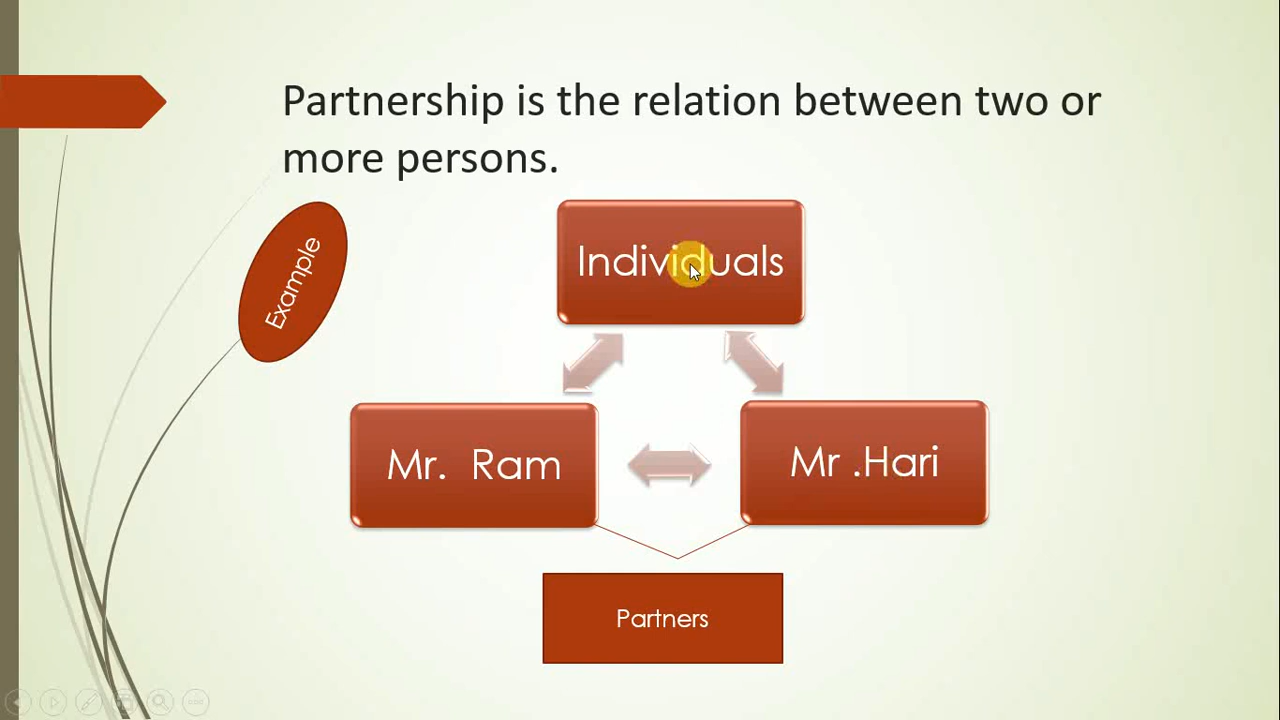 Partnership is the relation between two or
more persons.
Example
Individuals
Mr. Ram
Mr .Hari
Partners